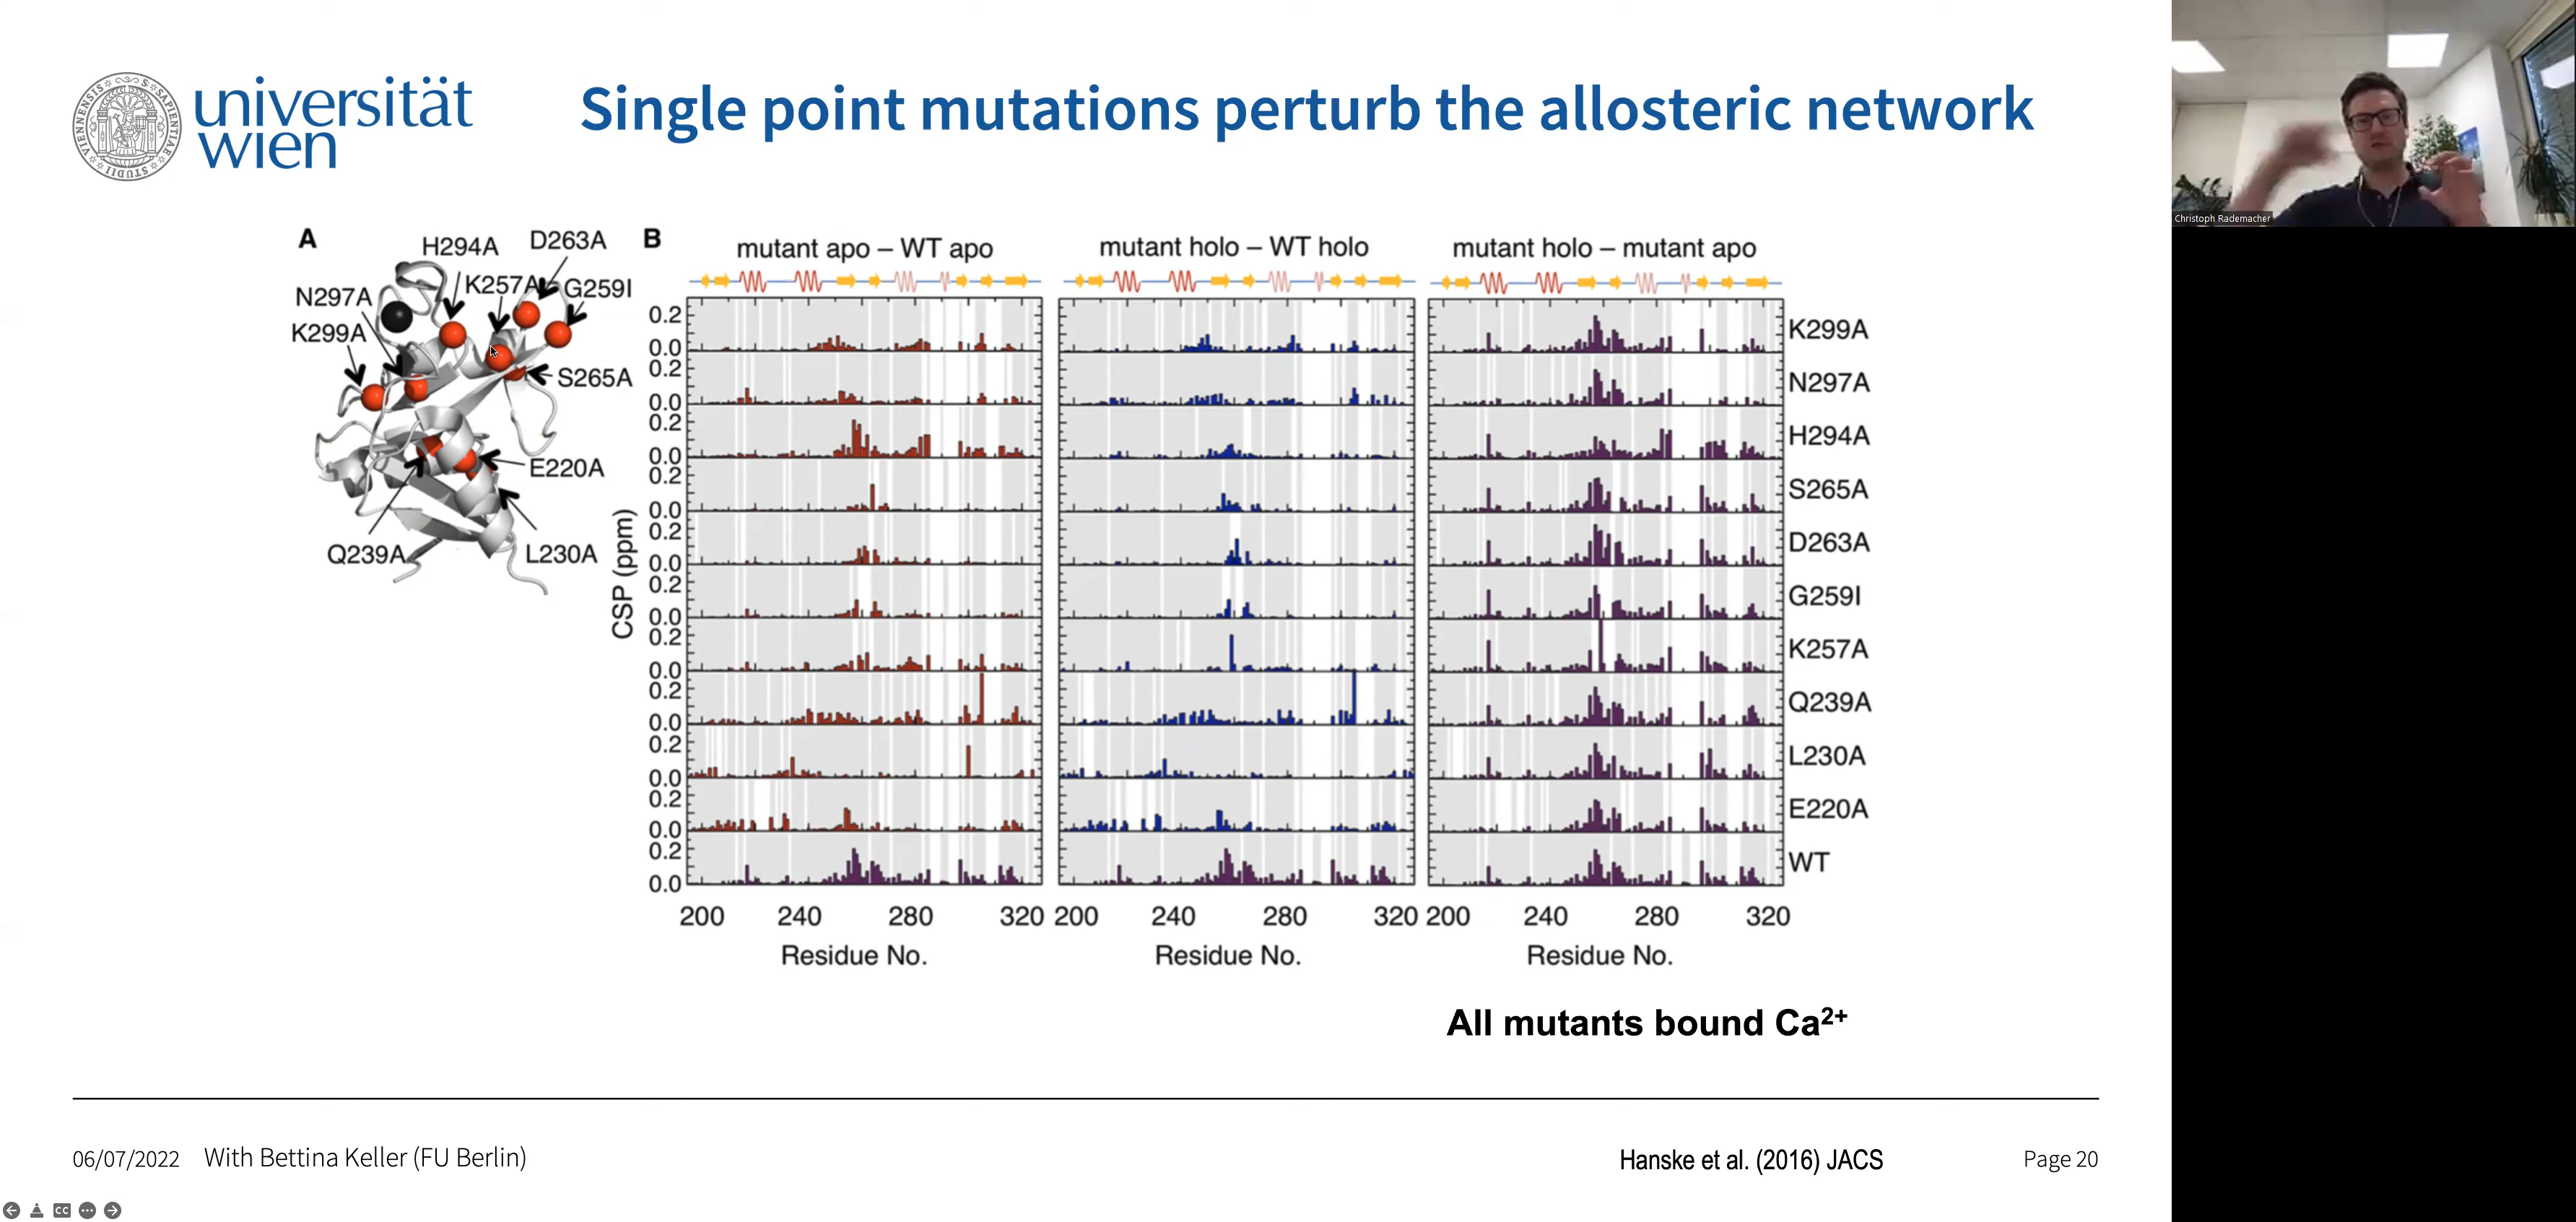 universität
wien
Single point mutations perturb the allosteric network
Christoph Rademacher
A
H294A
D263A
N297A
K257A
G259I
K299A
S265A
E220A
Q239A
L230A
B
mutant apo – WT apo
mutant holo – WT holo
mutant holo – mutant apo
CSP (ppm)
0.2
0.0
K299A
0.2
0.0
N297A
0.2
0.0
H294A
0.2
0.0
S265A
0.2
0.0
D263A
0.2
0.0
G259I
0.2
0.0
K257A
0.2
0.0
Q239A
0.2
0.0
L230A
0.2
0.0
E220A
0.2
0.0
WT
200 240 280 320 200 240 280 320 200 240 280 320
Residue No. Residue No. Residue No.
All mutants bound Ca²⁺
06/07/2022 With Bettina Keller (FU Berlin) Hanske et al. (2016) JACS Page 20
CC